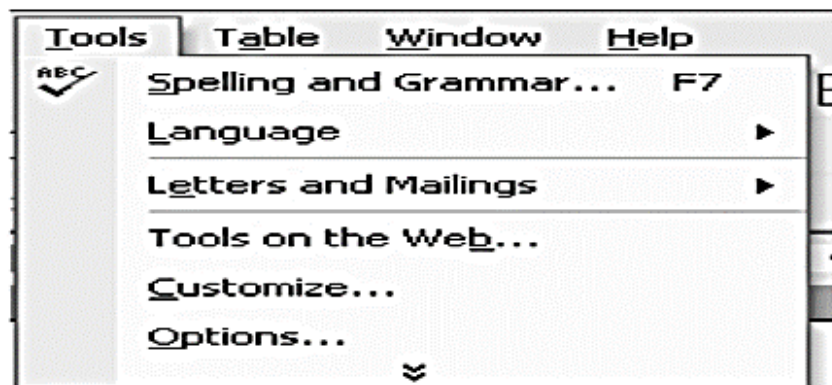 Tools Table Window Help
ABC Spelling and Grammar... F7
Language
Letters and Mailings
Tools on the Web...
Customize...
Options...